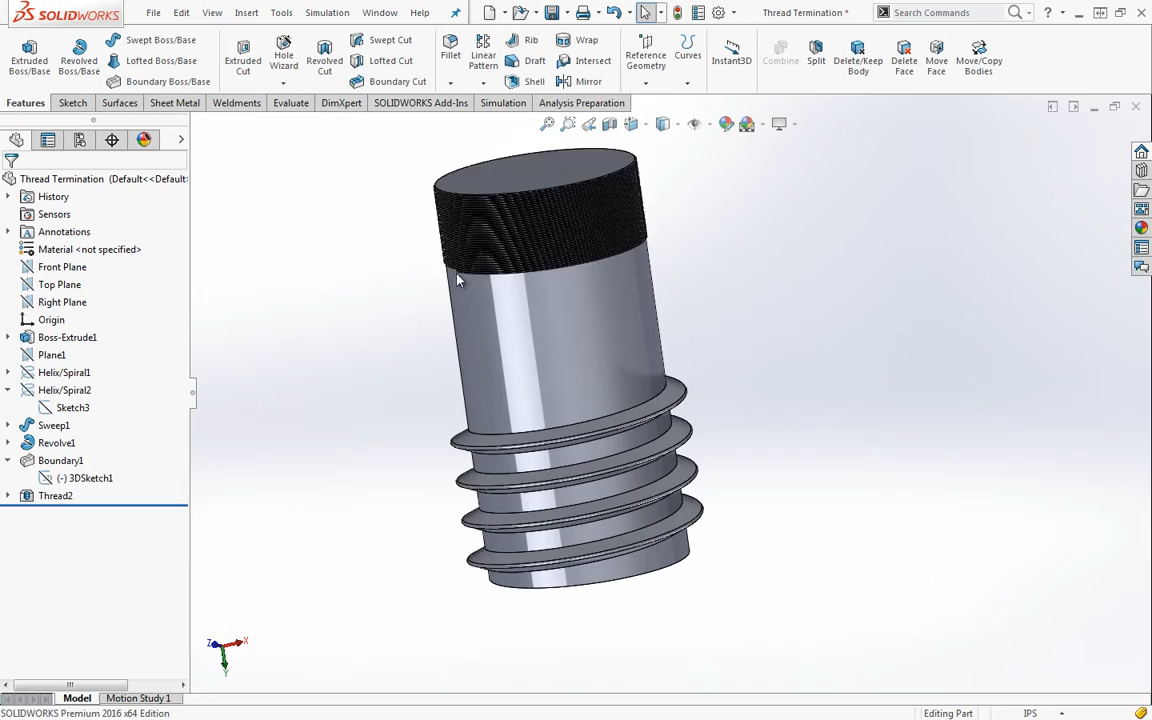 SOLIDWORKS File Edit View Insert Tools Simulation Window Help Thread Termination * Search Commands ?
Extruded Boss/Base Revolved Boss/Base Swept Boss/Base Lofted Boss/Base Boundary Boss/Base Extruded Cut Hole Wizard Revolved Cut Swept Cut Lofted Cut Boundary Cut Fillet Linear Pattern Rib Draft Shell Wrap Intersect Mirror Reference Geometry Curves Instant3D Combine Split Delete/Keep Body Delete Face Move Face Move/Copy Bodies
Features Sketch Surfaces Sheet Metal Weldments Evaluate DimXpert SOLIDWORKS Add-Ins Simulation Analysis Preparation
Thread Termination (Default<<Default:
History
Sensors
Annotations
Material <not specified>
Front Plane
Top Plane
Right Plane
Origin
Boss-Extrude1
Plane1
Helix/Spiral1
Helix/Spiral2
Sketch3
Sweep1
Revolve1
Boundary1
(-) 3DSketch1
Thread2
Z X
Y
Model Motion Study 1
SOLIDWORKS Premium 2016 x64 Edition Editing Part IPS